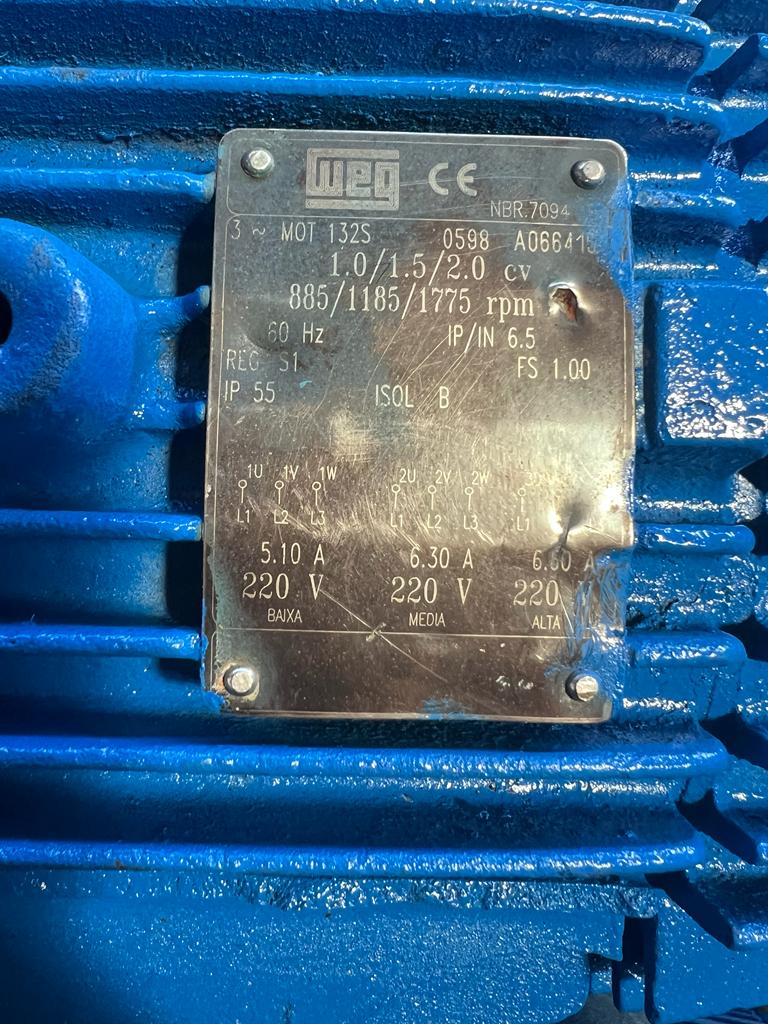 WEG CE
NBR.7094
3 ~ MOT 132S 0598
1.0/1.5/2.0 cv
885/1185/1775 rpm
60 Hz IP/IN 6.5
REG S1 FS 1.00
IP 55 ISOL B
1U 1V 1W 2U 2V 2W
L1 L2 L3 L1 L2 L3 L1
5.10 A 6.30 A
220 V 220 V 220 V
BAIXA MEDIA ALTA